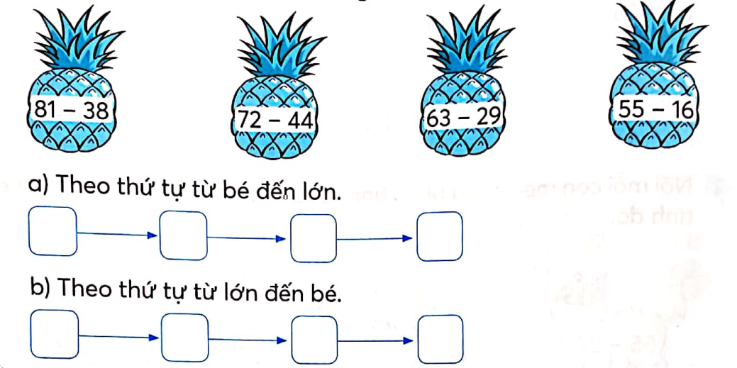 81 – 38
72 – 44
63 – 29
55 – 16
a) Theo thứ tự từ bé đến lớn.
b) Theo thứ tự từ lớn đến bé.